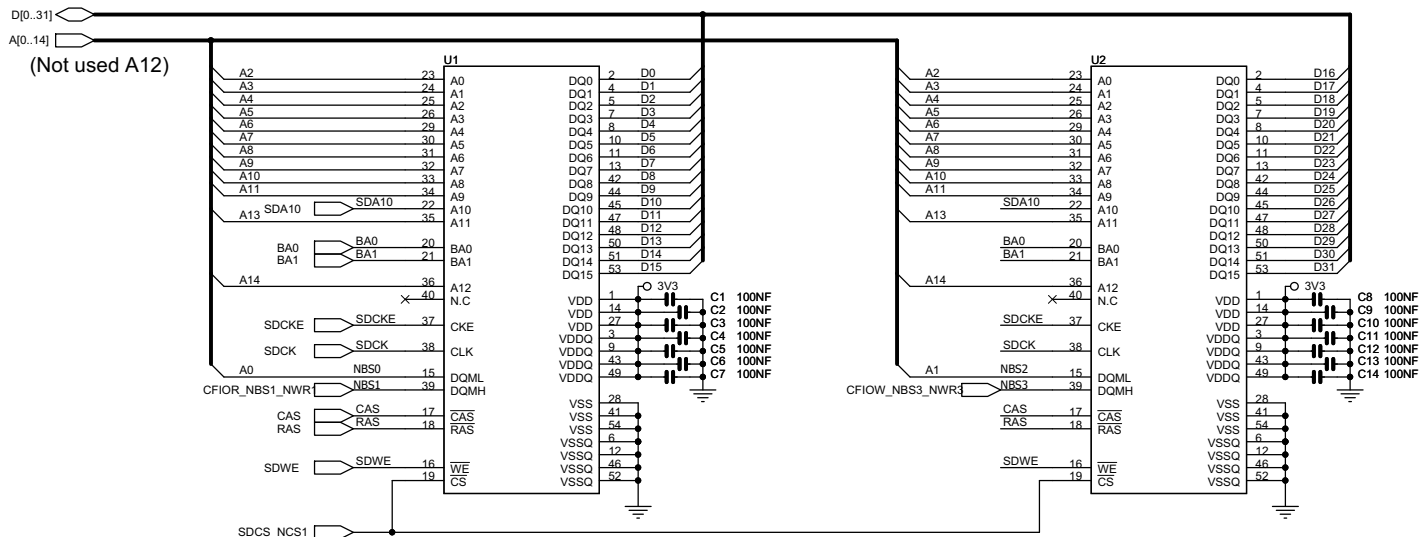 D[0..31]
A[0..14]
(Not used A12)
U1
A2 23 A0 DQ0 2 D0
A3 24 A1 DQ1 4 D1
A4 25 A2 DQ2 5 D2
A5 26 A3 DQ3 7 D3
A6 29 A4 DQ4 8 D4
A7 30 A5 DQ5 10 D5
A8 31 A6 DQ6 11 D6
A9 32 A7 DQ7 13 D7
A10 33 A8 DQ8 42 D8
A11 34 A9 DQ9 44 D9
SDA10 SDA10 22 A10 DQ10 45 D10
A13 35 A11 DQ11 47 D11
DQ12 48 D12
BA0 BA0 20 BA0 DQ13 50 D13
BA1 BA1 21 BA1 DQ14 51 D14
DQ15 53 D15
A14 36 A12 3V3
40 N.C VDD 1 C1 100NF
VDD 14 C2 100NF
SDCKE SDCKE 37 CKE VDD 27 C3 100NF
VDDQ 3 C4 100NF
SDCK SDCK 38 CLK VDDQ 9 C5 100NF
VDDQ 43 C6 100NF
A0 NBS0 15 DQML VDDQ 49 C7 100NF
CFIOR_NBS1_NWR1 NBS1 39 DQMH
VSS 28
CAS CAS 17 CAS VSS 41
RAS RAS 18 RAS VSS 54
VSSQ 6
VSSQ 12
SDWE SDWE 16 WE VSSQ 46
19 CS VSSQ 52
SDCS_NCS1
U2
A2 23 A0 DQ0 2 D16
A3 24 A1 DQ1 4 D17
A4 25 A2 DQ2 5 D18
A5 26 A3 DQ3 7 D19
A6 29 A4 DQ4 8 D20
A7 30 A5 DQ5 10 D21
A8 31 A6 DQ6 11 D22
A9 32 A7 DQ7 13 D23
A10 33 A8 DQ8 42 D24
A11 34 A9 DQ9 44 D25
SDA10 22 A10 DQ10 45 D26
A13 35 A11 DQ11 47 D27
DQ12 48 D28
BA0 20 BA0 DQ13 50 D29
BA1 21 BA1 DQ14 51 D30
DQ15 53 D31
A14 36 A12 3V3
40 N.C VDD 1 C8 100NF
VDD 14 C9 100NF
SDCKE 37 CKE VDD 27 C10 100NF
VDDQ 3 C11 100NF
SDCK 38 CLK VDDQ 9 C12 100NF
VDDQ 43 C13 100NF
A1 NBS2 15 DQML VDDQ 49 C14 100NF
CFIOW_NBS3_NWR3 NBS3 39 DQMH
VSS 28
CAS 17 CAS VSS 41
RAS 18 RAS VSS 54
VSSQ 6
VSSQ 12
SDWE 16 WE VSSQ 46
19 CS VSSQ 52